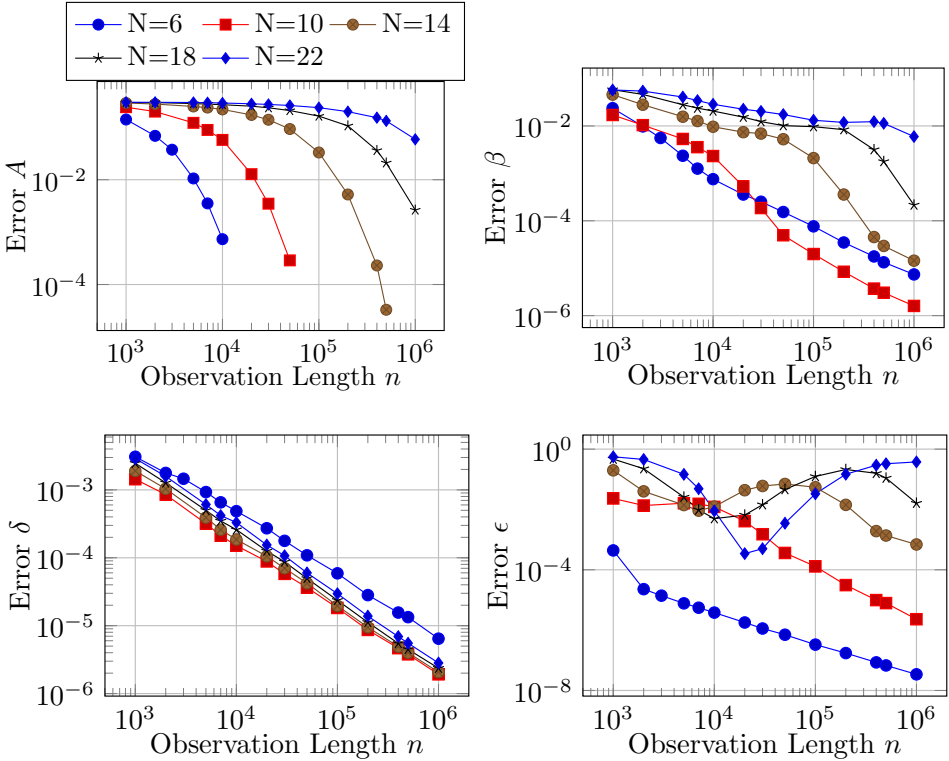 N=6 N=10 N=14
N=18 N=22
Error A
10^{-2}
10^{-4}
10^3 10^4 10^5 10^6
Observation Length n
Error β
10^{-2}
10^{-4}
10^{-6}
10^3 10^4 10^5 10^6
Observation Length n
Error δ
10^{-3}
10^{-4}
10^{-5}
10^{-6}
10^3 10^4 10^5 10^6
Observation Length n
Error ϵ
10^0
10^{-4}
10^{-8}
10^3 10^4 10^5 10^6
Observation Length n